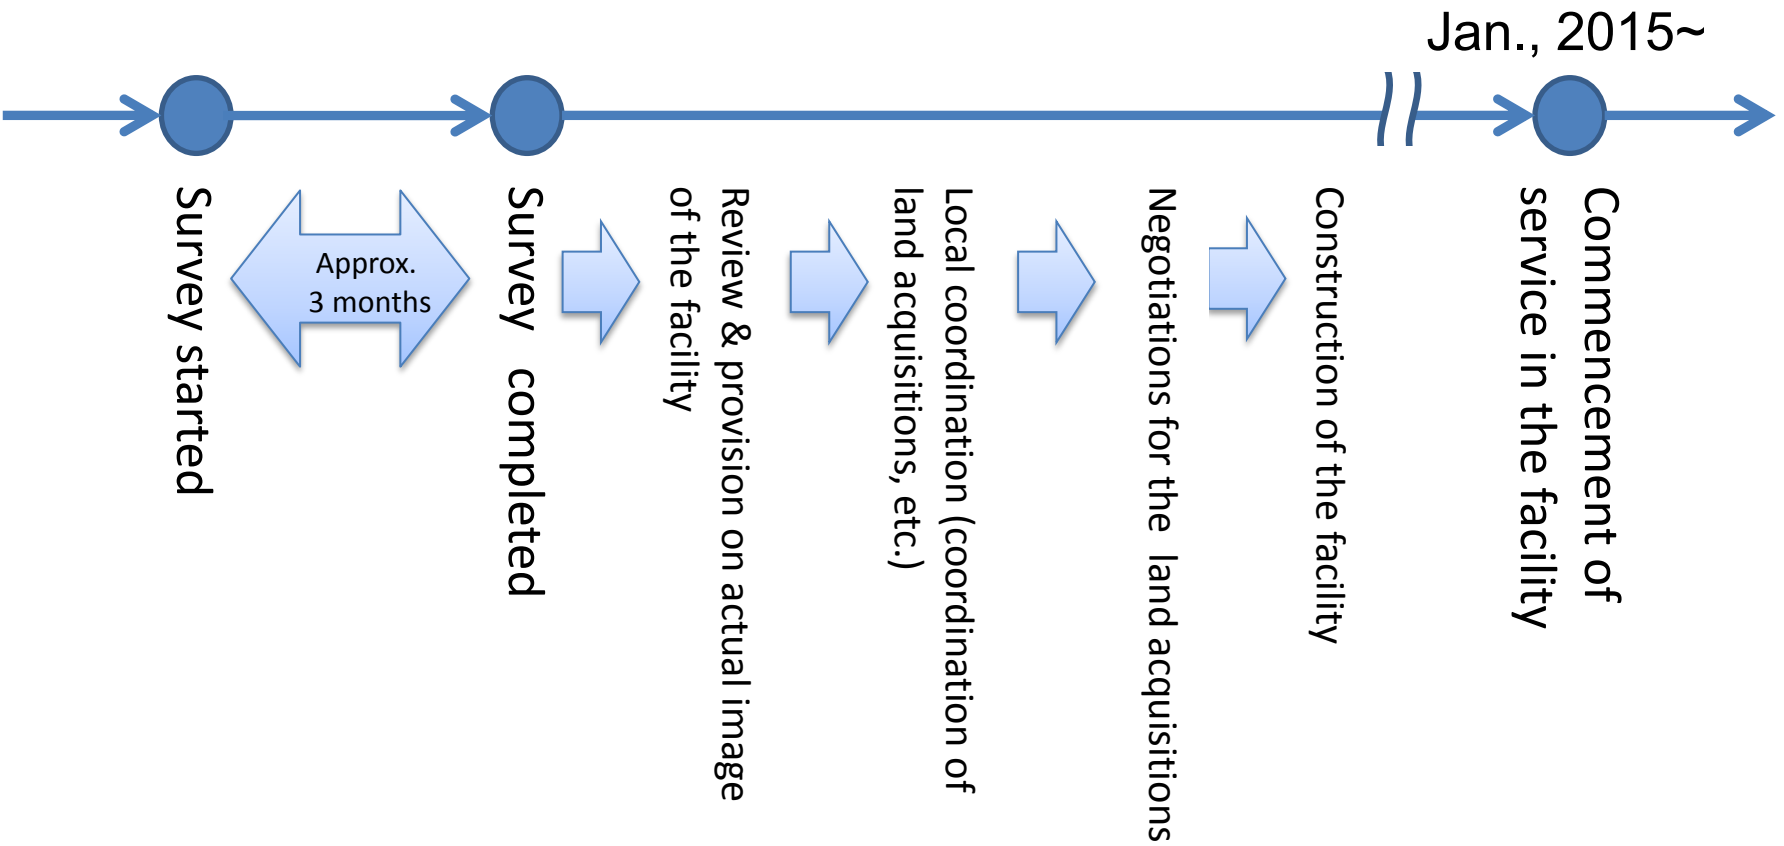 Jan., 2015~
Survey started
Approx.
3 months
Survey completed
Review & provision on actual image
of the facility
Local coordination (coordination of
land acquisitions, etc.)
Negotiations for the land acquisitions
Construction of the facility
Commencement of
service in the facility